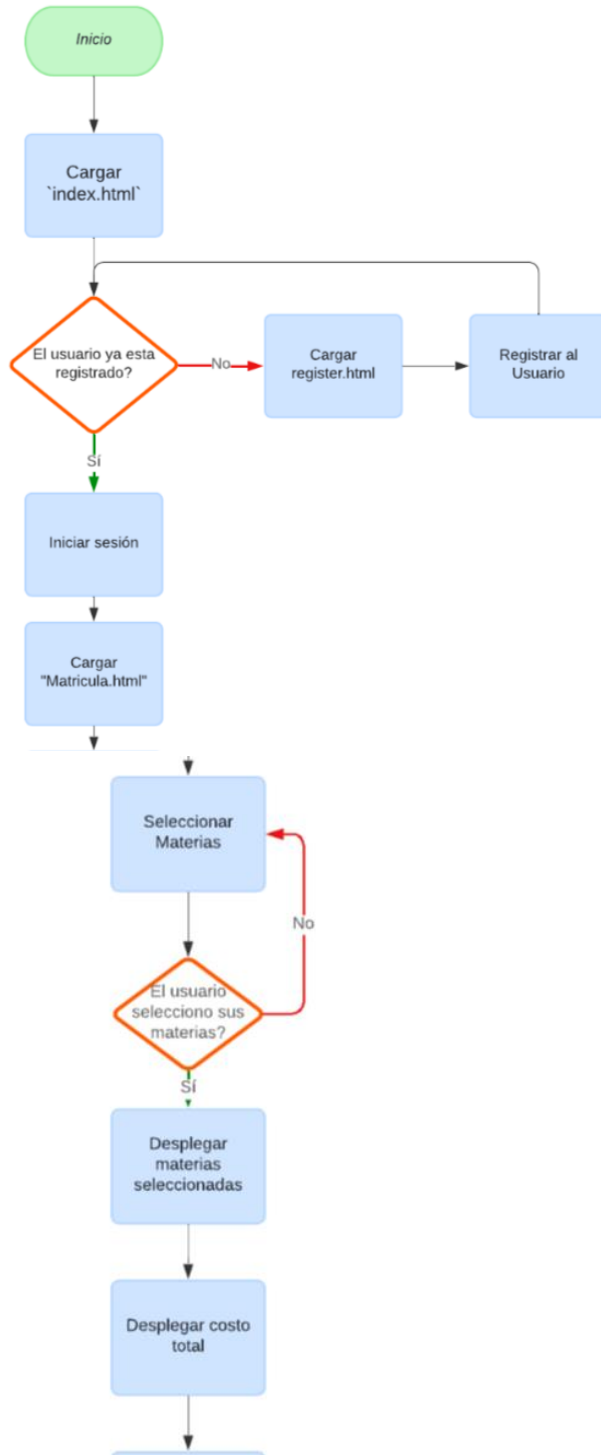 Inicio
Cargar
`index.html`
El usuario ya esta
registrado?
No
Cargar
register.html
Registrar al
Usuario
Sí
Iniciar sesión
Cargar
"Matricula.html"
Seleccionar
Materias
No
El usuario
selecciono sus
materias?
Sí
Desplegar
materias
seleccionadas
Desplegar costo
total